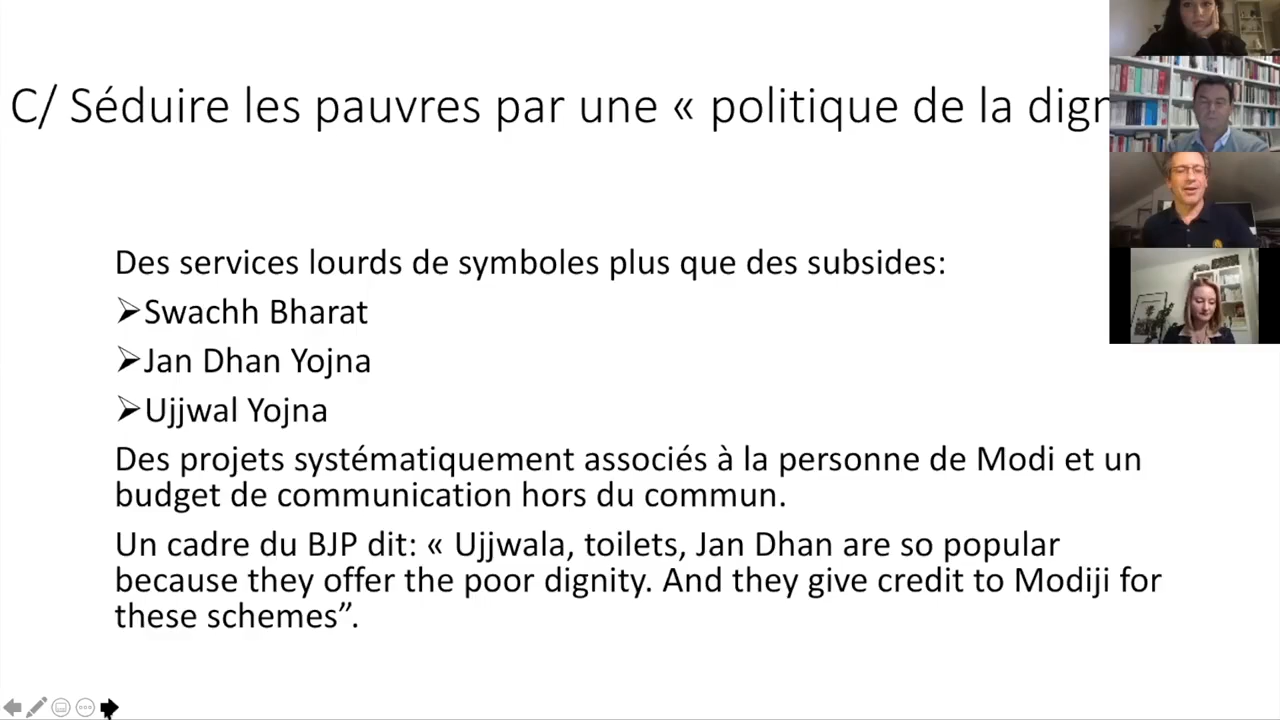 C/ Séduire les pauvres par une « politique de la
Des services lourds de symboles plus que des subsides:
Swachh Bharat
Jan Dhan Yojna
Ujjwal Yojna
Des projets systématiquement associés à la personne de Modi et un
budget de communication hors du commun.
Un cadre du BJP dit: « Ujjwala, toilets, Jan Dhan are so popular
because they offer the poor dignity. And they give credit to Modiji for
these schemes”.